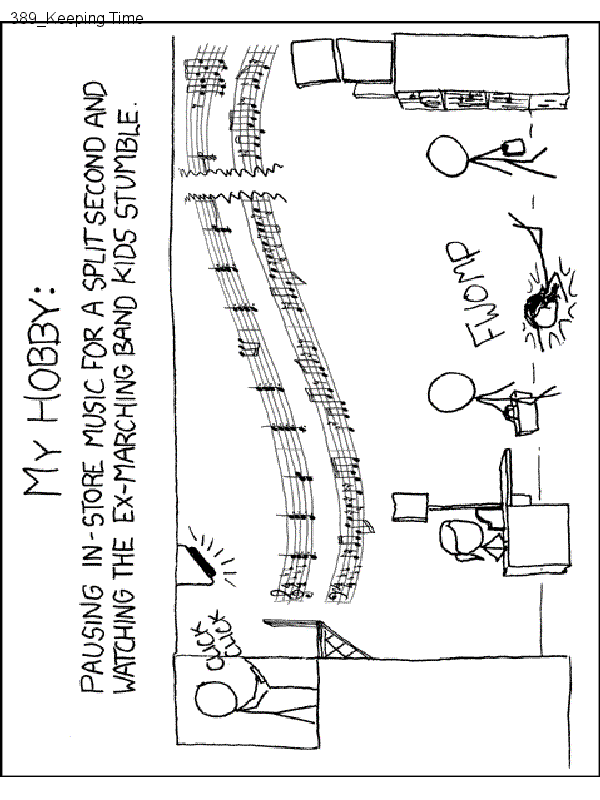 389_Keeping Time
MY HOBBY:
PAUSING IN-STORE MUSIC FOR A SPLIT SECOND AND
WATCHING THE EX-MARCHING BAND KIDS STUMBLE.
CLICK
CLICK
FWOMP